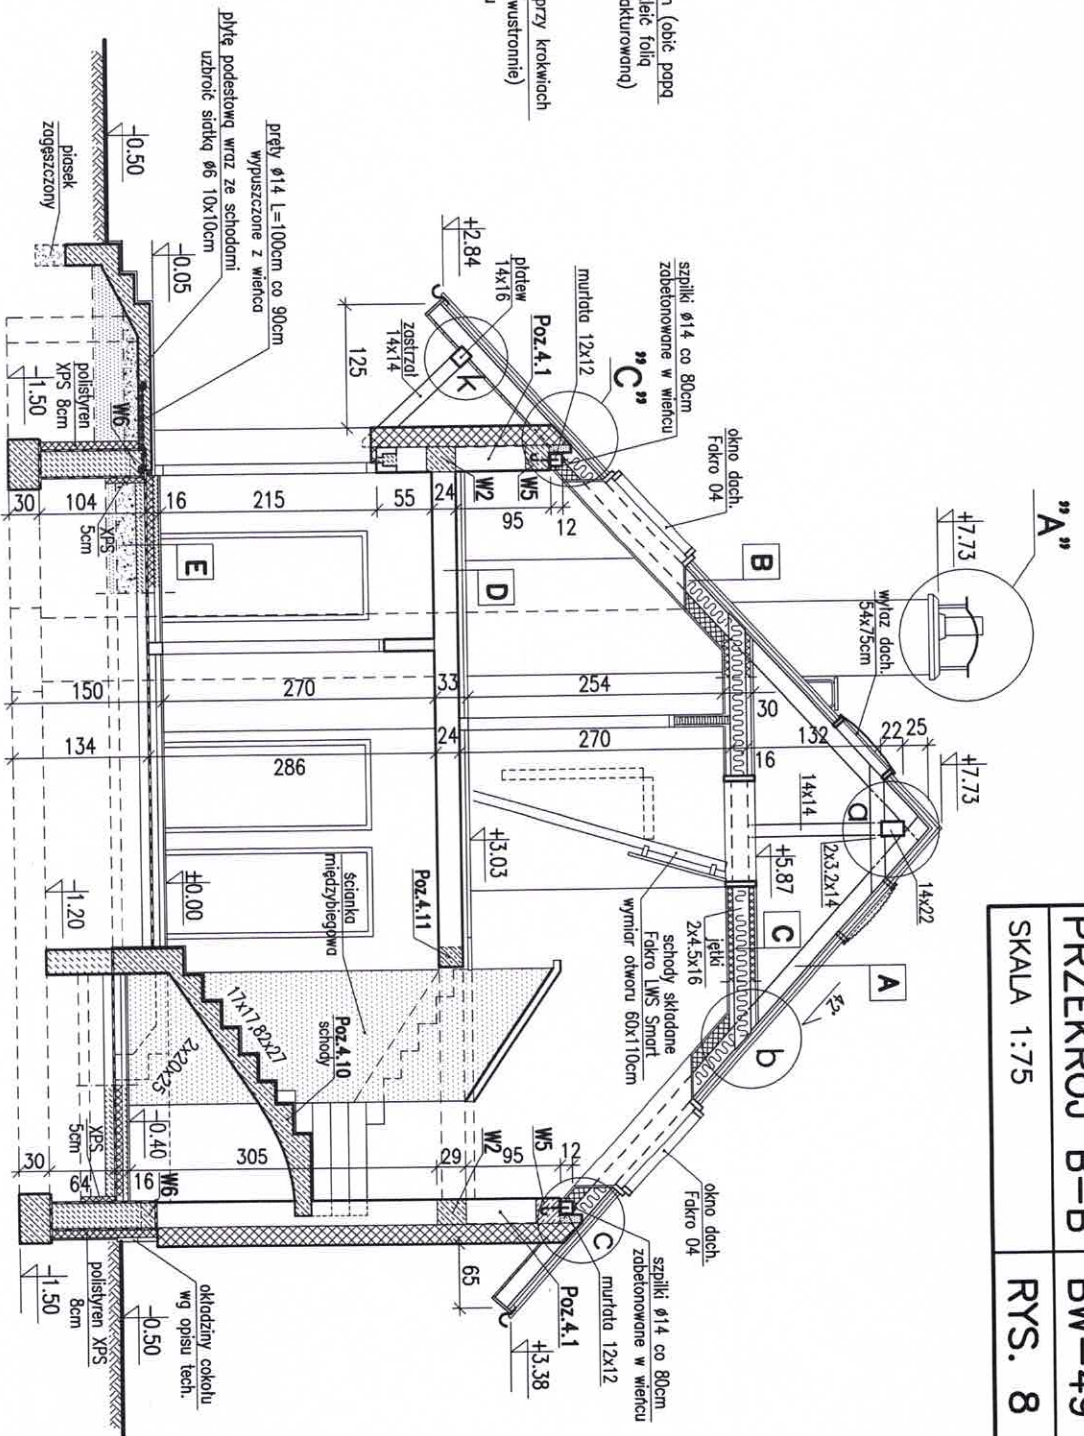 PRZEKRÓJ B-B
BW-49
SKALA 1:75
RYS. 8
(obić papą
folią
przy krokwiach
"A"
+7.73
wyłaz dach.
54x75cm
25
22
132
+7.73
14x22
a
2x3.2x14
14x14
okno dach.
Fakro 04
B
30
16
+5.87
C
A
jętki
2x4.5x16
b
schody składane
Fakro LWS Smart
wymiar otworu 60x110cm
okno dach.
Fakro 04
szpilki ø14 co 80cm
zabetonowane w wieńcu
"C"
murłata 12x12
Poz.4.1
+2.84
płatew
14x16
k
zastrzał
14x14
125
W5
W2
12
95
24
55
215
16
104
30
254
270
+3.03
D
33
24
270
286
150
134
E
Poz.4.11
ścianka
międzybiegowa
±0.00
-1.20
17x17,82x27
Poz.4.10
schody
2x20x25
-0.40
szpilki ø14 co 80cm
zabetonowane w wieńcu
murłata 12x12
c
W5
W2
12
95
29
305
16
64
30
W6
Poz.4.1
+3.38
65
okładziny cokołu
wg opisu tech.
-0.50
polistyren XPS
8cm
-1.50
XPS
5cm
pręty ø14 L=100cm co 90cm
wypuszczone z wieńca
płytę podestową wraz ze schodami
uzbroić siatką ø6 10x10cm
-0.05
-0.50
piasek
zagęszczony
W6
polistyren
XPS 8cm
-1.50
XPS
5cm